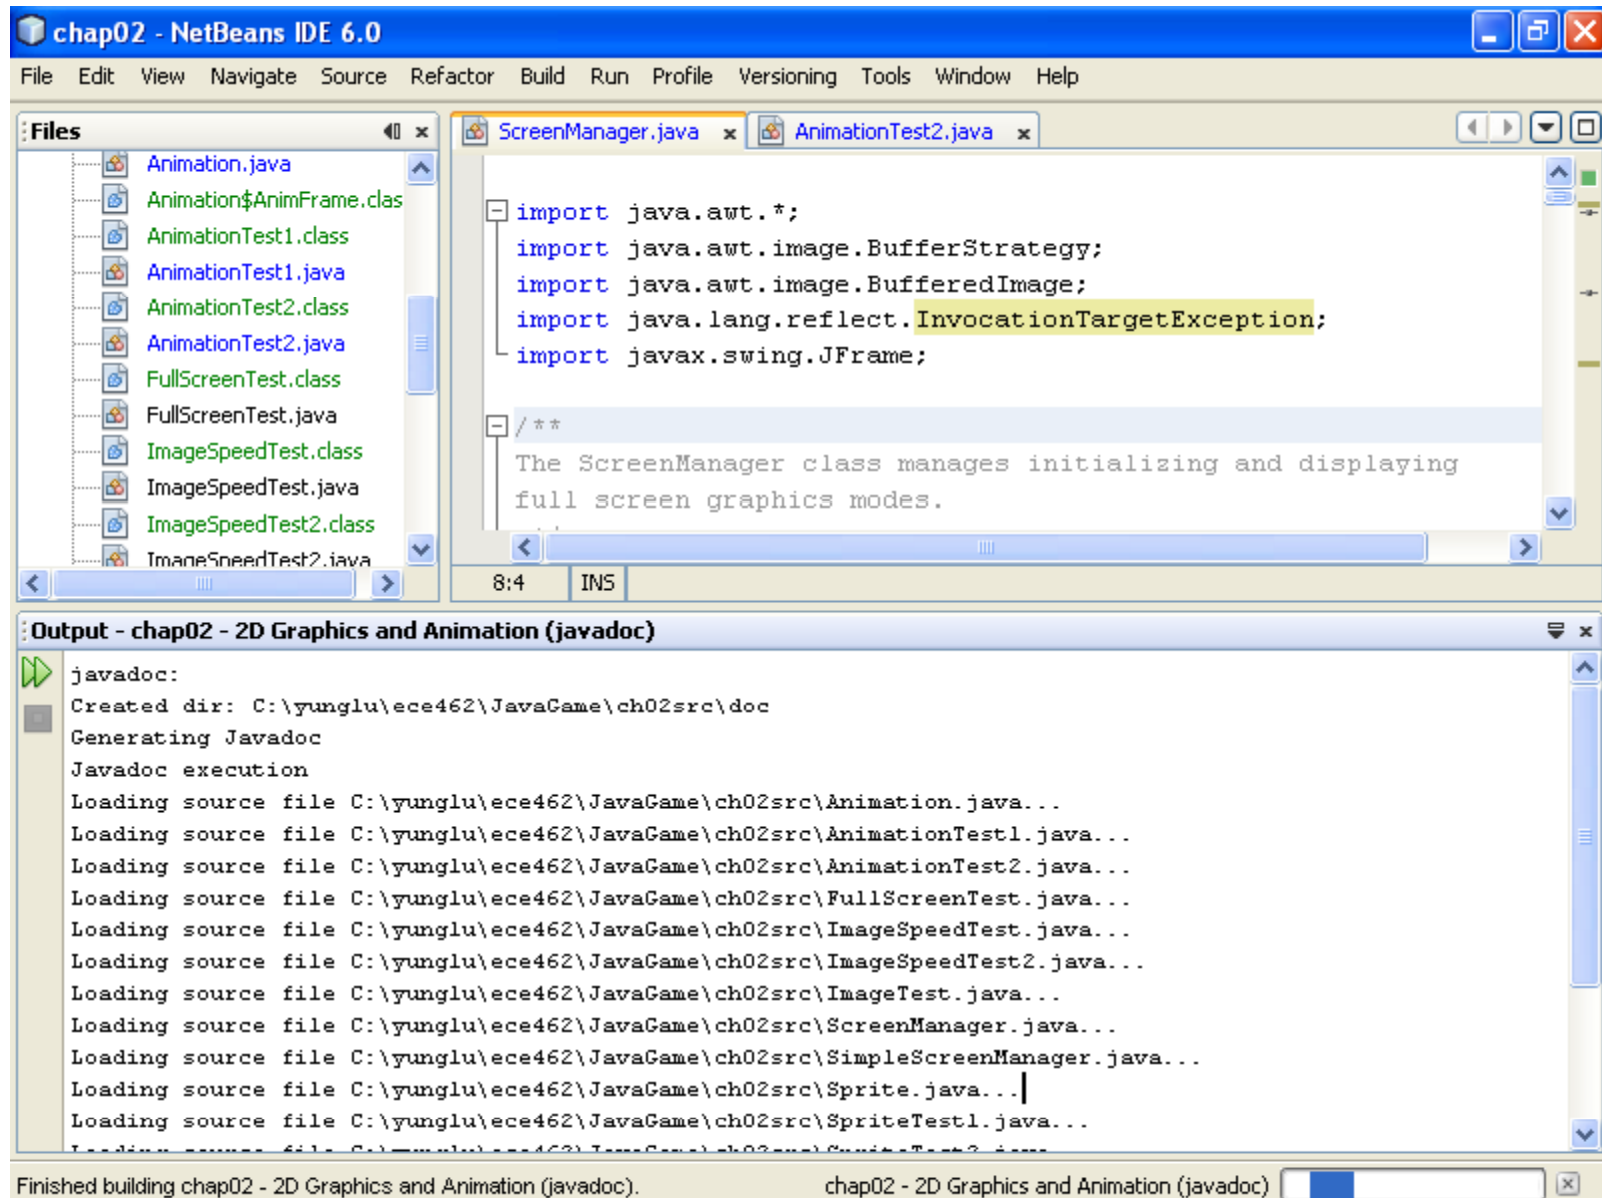 chap02 - NetBeans IDE 6.0
File Edit View Navigate Source Refactor Build Run Profile Versioning Tools Window Help
Files
Animation.java
Animation$AnimFrame.clas
AnimationTest1.class
AnimationTest1.java
AnimationTest2.class
AnimationTest2.java
FullScreenTest.class
FullScreenTest.java
ImageSpeedTest.class
ImageSpeedTest.java
ImageSpeedTest2.class
ImageSpeedTest2.java
ScreenManager.java AnimationTest2.java
import java.awt.*;
import java.awt.image.BufferStrategy;
import java.awt.image.BufferedImage;
import java.lang.reflect.InvocationTargetException;
import javax.swing.JFrame;
/**
The ScreenManager class manages initializing and displaying
full screen graphics modes.
8:4 INS
Output - chap02 - 2D Graphics and Animation (javadoc)
javadoc:
Created dir: C:\yunglu\ece462\JavaGame\ch02src\doc
Generating Javadoc
Javadoc execution
Loading source file C:\yunglu\ece462\JavaGame\ch02src\Animation.java...
Loading source file C:\yunglu\ece462\JavaGame\ch02src\AnimationTest1.java...
Loading source file C:\yunglu\ece462\JavaGame\ch02src\AnimationTest2.java...
Loading source file C:\yunglu\ece462\JavaGame\ch02src\FullScreenTest.java...
Loading source file C:\yunglu\ece462\JavaGame\ch02src\ImageSpeedTest.java...
Loading source file C:\yunglu\ece462\JavaGame\ch02src\ImageSpeedTest2.java...
Loading source file C:\yunglu\ece462\JavaGame\ch02src\ImageTest.java...
Loading source file C:\yunglu\ece462\JavaGame\ch02src\ScreenManager.java...
Loading source file C:\yunglu\ece462\JavaGame\ch02src\SimpleScreenManager.java...
Loading source file C:\yunglu\ece462\JavaGame\ch02src\Sprite.java...
Loading source file C:\yunglu\ece462\JavaGame\ch02src\SpriteTest1.java...
Finished building chap02 - 2D Graphics and Animation (javadoc). chap02 - 2D Graphics and Animation (javadoc)